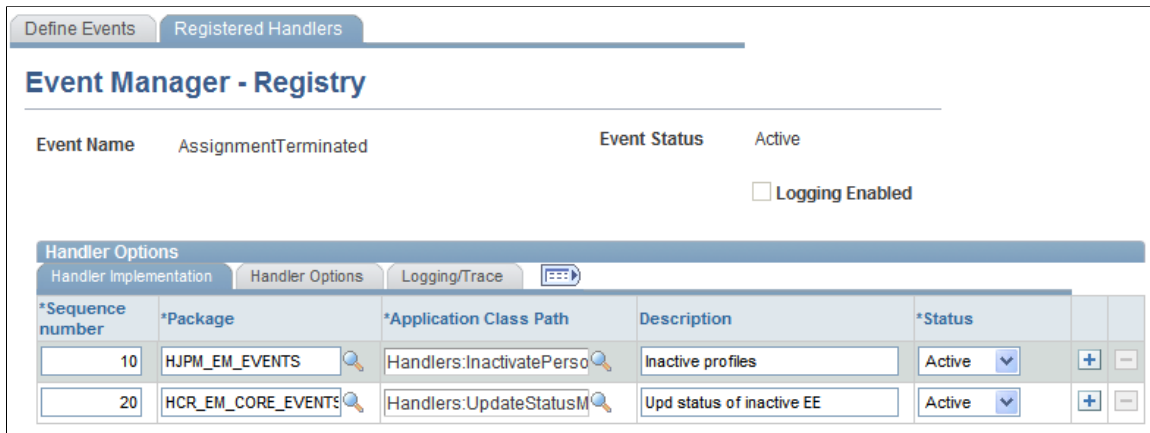 Define Events Registered Handlers
Event Manager - Registry
Event Name AssignmentTerminated Event Status Active
Logging Enabled
Handler Options
Handler Implementation Handler Options Logging/Trace
*Sequence number *Package *Application Class Path Description *Status
10 HJPM_EM_EVENTS Handlers:InactivatePerso Inactive profiles Active
20 HCR_EM_CORE_EVENTS Handlers:UpdateStatusM Upd status of inactive EE Active